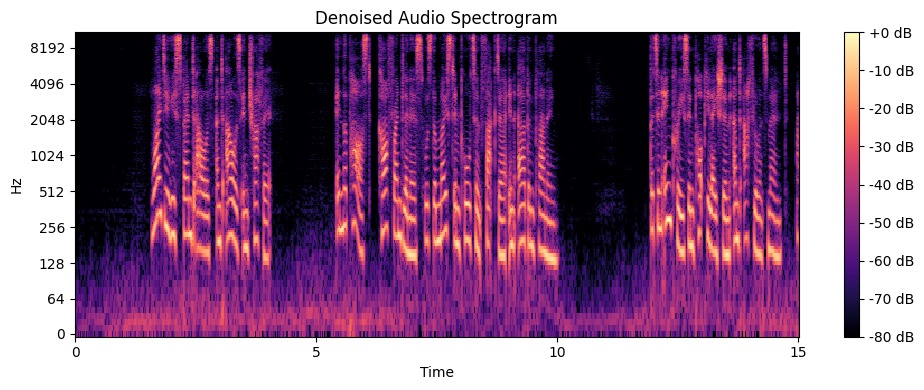 Denoised Audio Spectrogram
8192
4096
2048
1024
512
256
128
64
0
Hz
0
5
10
15
Time
+0 dB
-10 dB
-20 dB
-30 dB
-40 dB
-50 dB
-60 dB
-70 dB
-80 dB